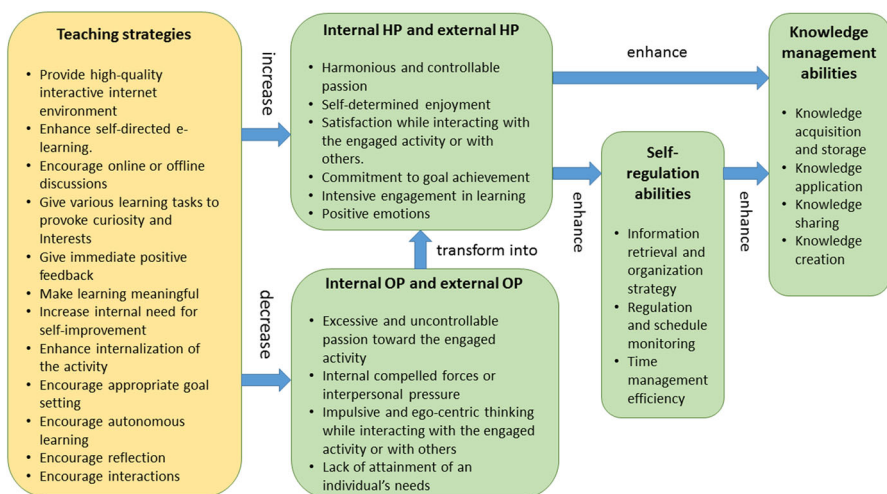 Teaching strategies
• Provide high-quality
interactive internet
environment
• Enhance self-directed e-
learning.
• Encourage online or offline
discussions
• Give various learning tasks to
provoke curiosity and
Interests
• Give immediate positive
feedback
• Make learning meaningful
• Increase internal need for
self-improvement
• Enhance internalization of
the activity
• Encourage appropriate goal
setting
• Encourage autonomous
learning
• Encourage reflection
• Encourage interactions
increase
decrease
Internal HP and external HP
• Harmonious and controllable
passion
• Self-determined enjoyment
• Satisfaction while interacting with
the engaged activity or with
others.
• Commitment to goal achievement
• Intensive engagement in learning
• Positive emotions
transform into
Internal OP and external OP
• Excessive and uncontrollable
passion toward the engaged
activity
• Internal compelled forces or
interpersonal pressure
• Impulsive and ego-centric thinking
while interacting with the engaged
activity or with others
• Lack of attainment of an
individual's needs
enhance
enhance
Self-
regulation
abilities
• Information
retrieval and
organization
strategy
• Regulation
and schedule
monitoring
• Time
management
efficiency
enhance
Knowledge
management
abilities
• Knowledge
acquisition
and storage
• Knowledge
application
• Knowledge
sharing
• Knowledge
creation